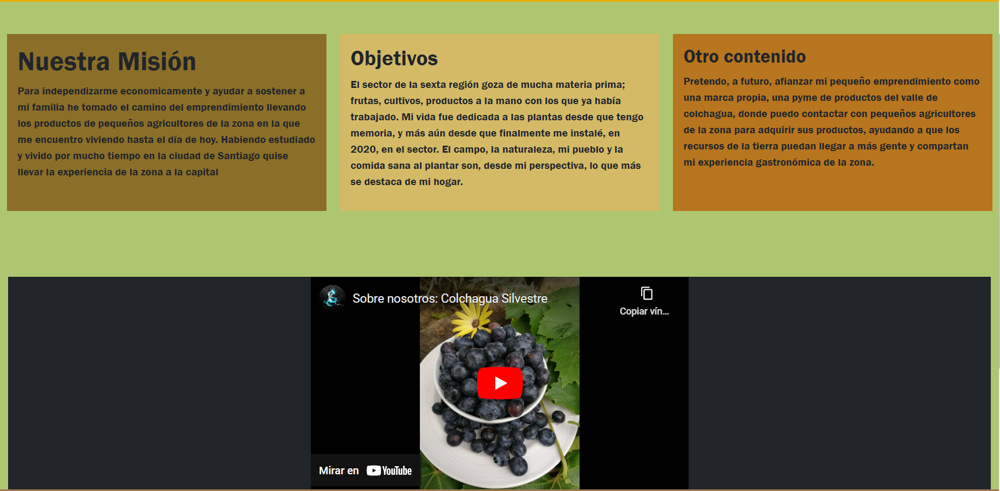 Nuestra Misión
Para independizarme economicamente y ayudar a sostener a
mi familia he tomado el camino del emprendimiento llevando
los productos de pequeños agricultores de la zona en la que
me encuentro viviendo hasta el día de hoy. Habiendo estudiado
y vivido por mucho tiempo en la ciudad de Santiago quise
llevar la experiencia de la zona a la capital
Objetivos
El sector de la sexta región goza de mucha materia prima;
frutas, cultivos, productos a la mano con los que ya había
trabajado. Mi vida fue dedicada a las plantas desde que tengo
memoria, y más aún desde que finalmente me instalé, en
2020, en el sector. El campo, la naturaleza, mi pueblo y la
comida sana al plantar son, desde mi perspectiva, lo que más
se destaca de mi hogar.
Otro contenido
Pretendo, a futuro, afianzar mi pequeño emprendimiento como
una marca propia, una pyme de productos del valle de
colchagua, donde puedo contactar con pequeños agricultores
de la zona para adquirir sus productos, ayudando a que los
recursos de la tierra puedan llegar a más gente y compartan
mi experiencia gastronómica de la zona.
Sobre nosotros: Colchagua Silvestre
Copiar vín...
Mirar en YouTube